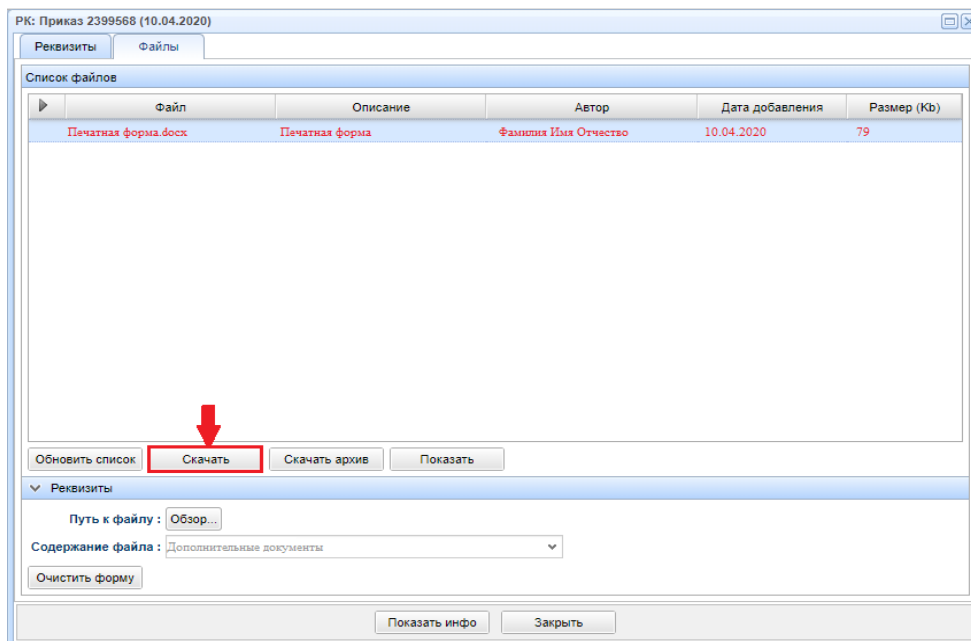 РК: Приказ 2399568 (10.04.2020)
Реквизиты Файлы
Список файлов
Файл Описание Автор Дата добавления Размер (Kb)
Печатная форма.docx Печатная форма Фамилия Имя Отчество 10.04.2020 79
Обновить список Скачать Скачать архив Показать
Реквизиты
Путь к файлу : Обзор...
Содержание файла : Дополнительные документы
Очистить форму
Показать инфо Закрыть